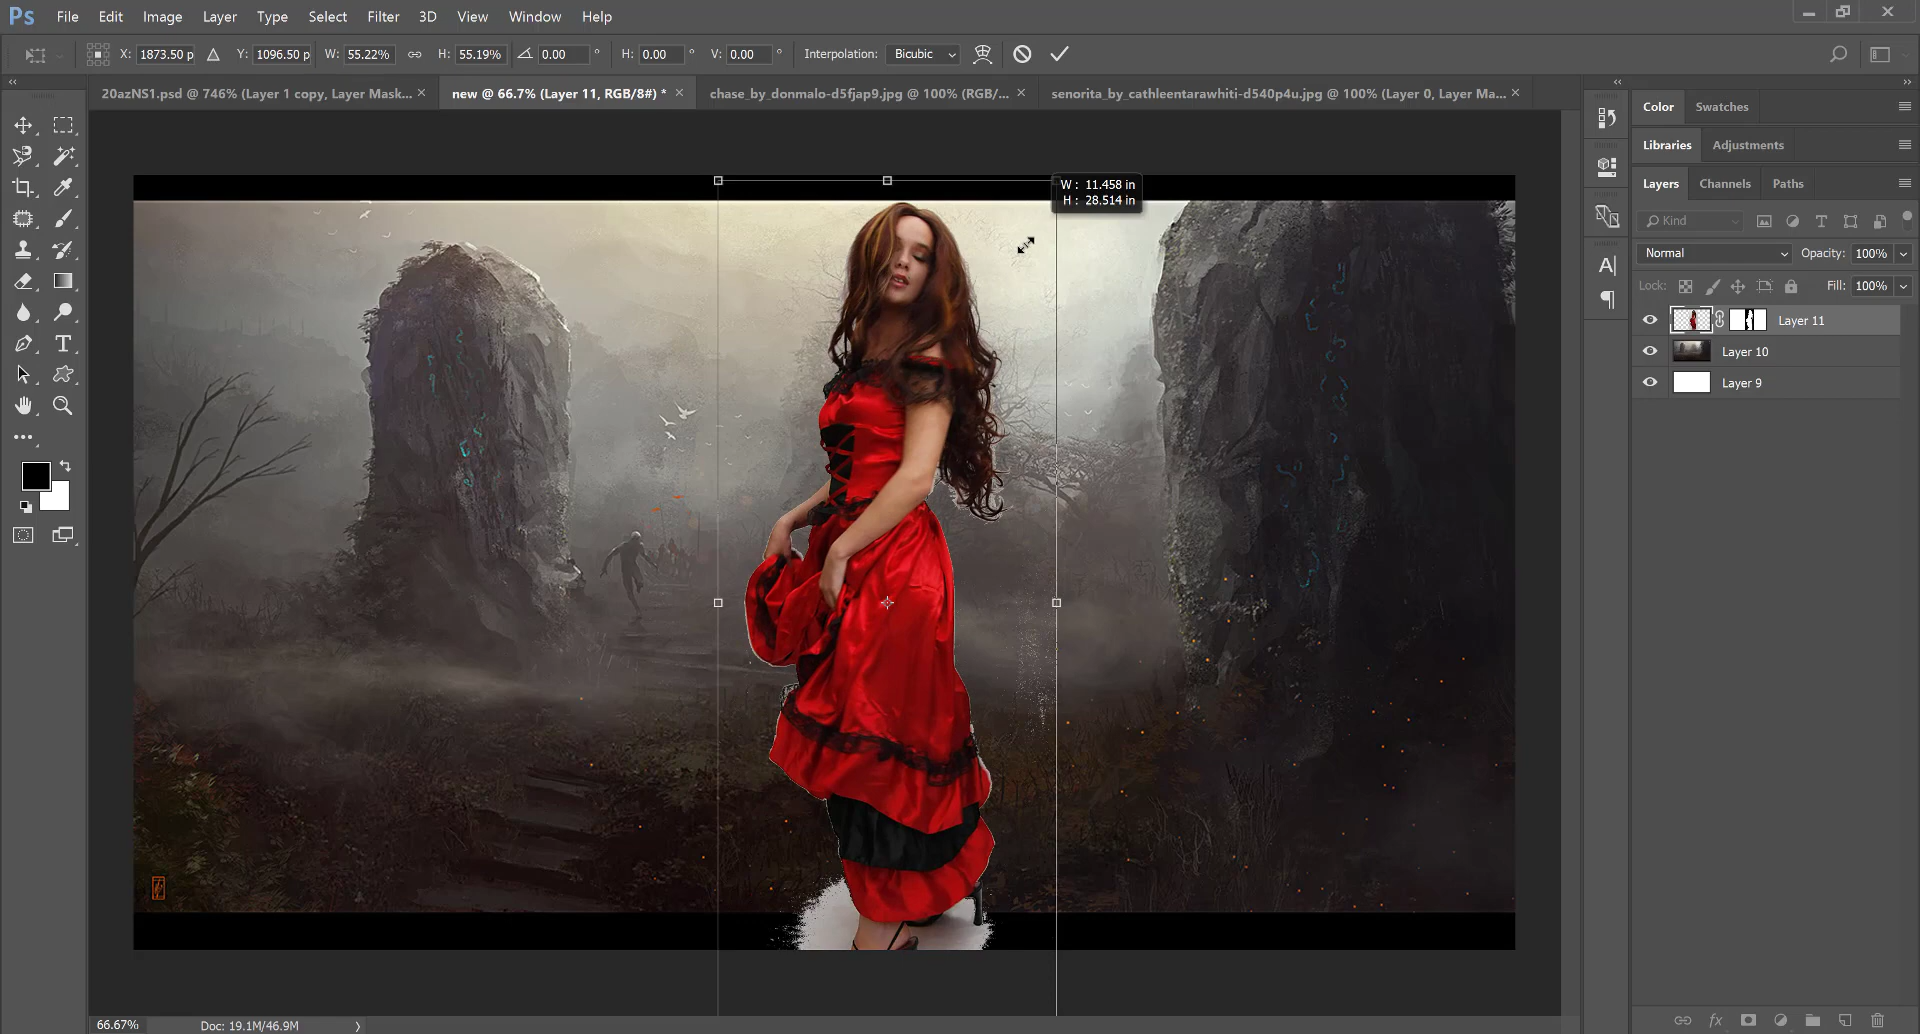 Ps File Edit Image Layer Type Select Filter 3D View Window Help
X: 1873.50 p Y: 1096.50 p W: 55.22% H: 55.19% 0.00 ° H: 0.00 ° V: 0.00 ° Interpolation: Bicubic
20azNS1.psd @ 746% (Layer 1 copy, Layer Mask... × new @ 66.7% (Layer 11, RGB/8#) * × chase_by_donmalo-d5fjap9.jpg @ 100% (RGB/... × senorita_by_cathleentarawhiti-d540p4u.jpg @ 100% (Layer 0, Layer Ma... ×
Color Swatches
Libraries Adjustments
Layers Channels Paths
W : 11.458 in
H : 28.514 in
Kind
Normal Opacity: 100%
Lock: Fill: 100%
Layer 11
Layer 10
Layer 9
66.67% Doc: 19.1M/46.9M